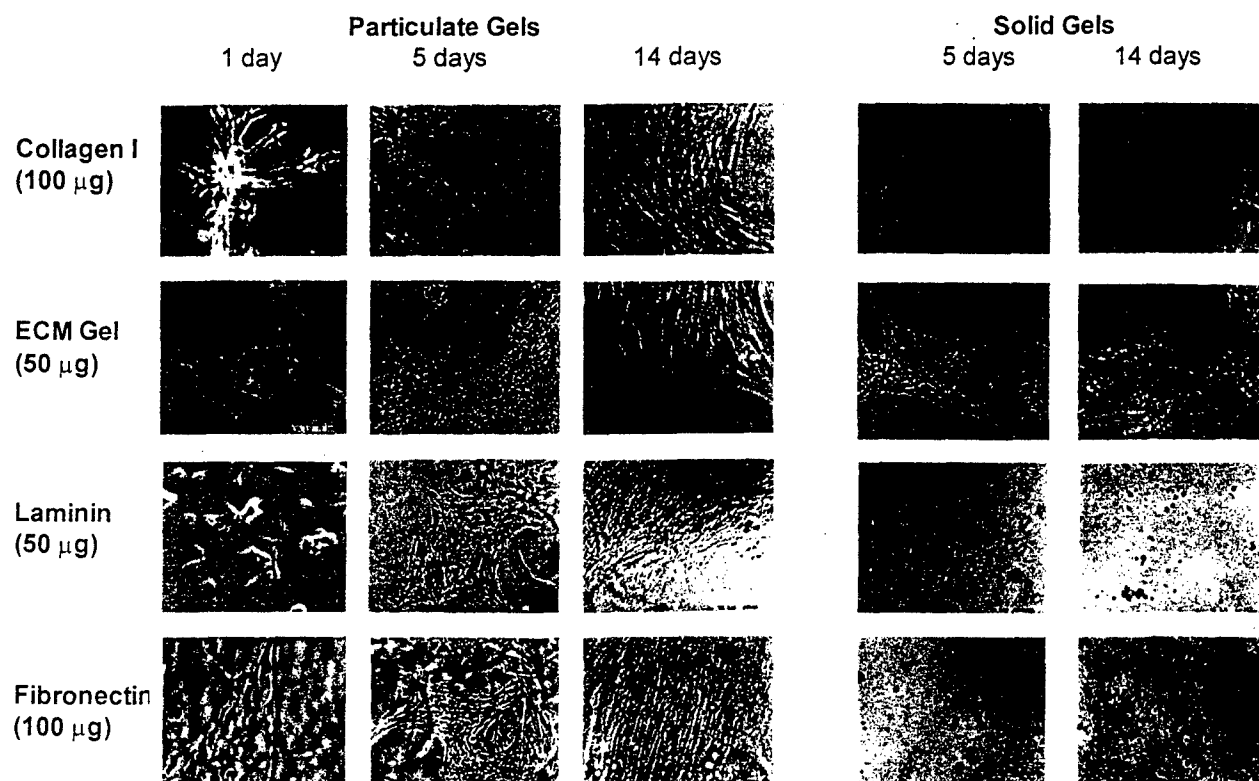 Particulate Gels
Solid Gels
1 day
5 days
14 days
5 days
14 days
Collagen I
(100 μg)
ECM Gel
(50 μg)
Laminin
(50 μg)
Fibronectin
(100 μg)